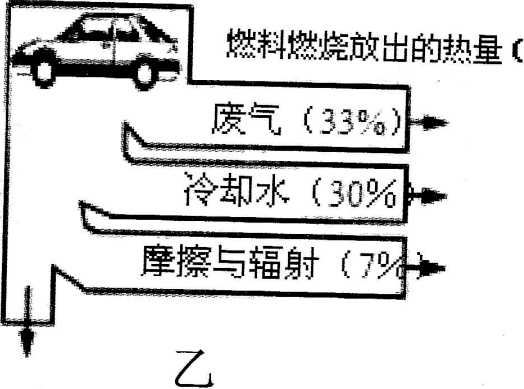 燃料燃烧放出的热量（
废气（33%）
冷却水（30%
摩擦与辐射（7%）
乙